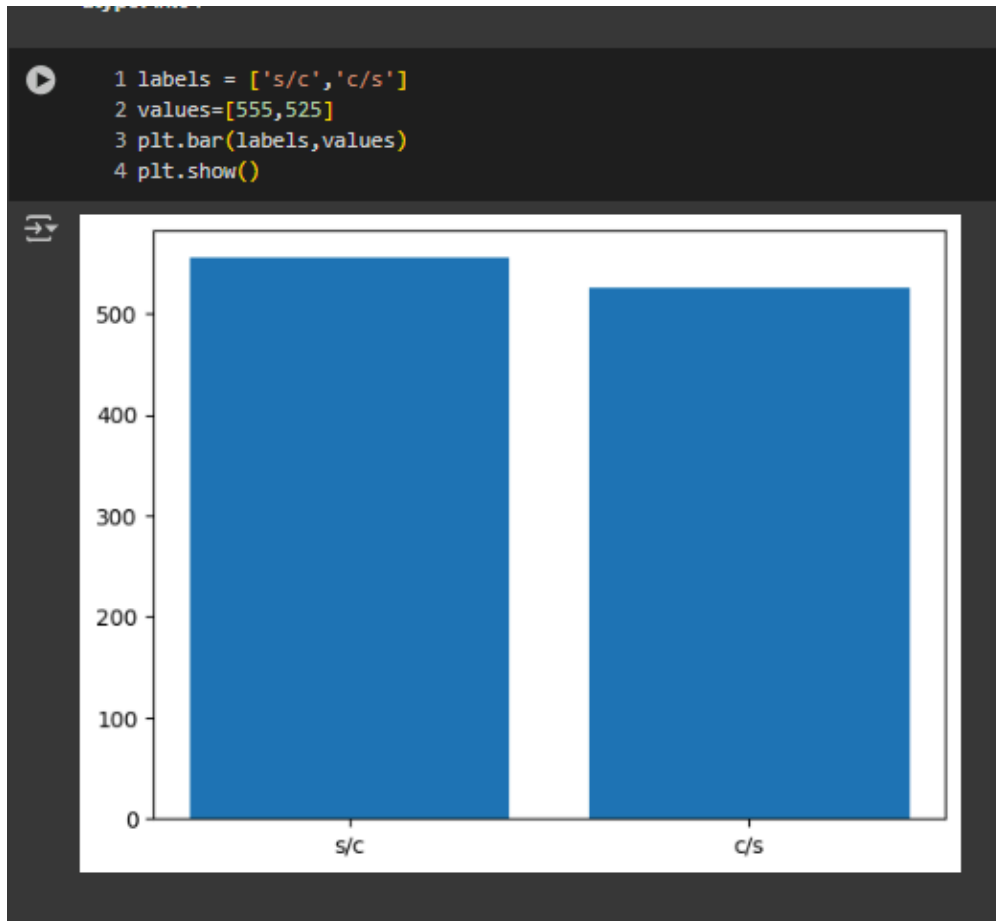 1 labels = ['s/c','c/s']
2 values=[555,525]
3 plt.bar(labels,values)
4 plt.show()
500
400
300
200
100
0
s/c c/s